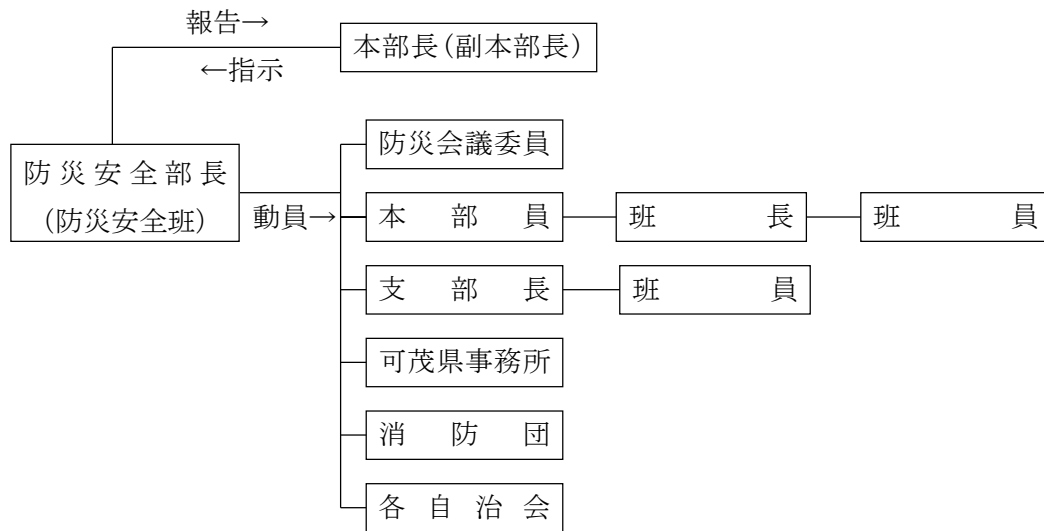 報告→
本部長(副本部長)
←指示
防災安全部長
(防災安全班)
動員→
防災会議委員
本部員
班長
班員
支部長
班員
可茂県事務所
消防団
各自治会